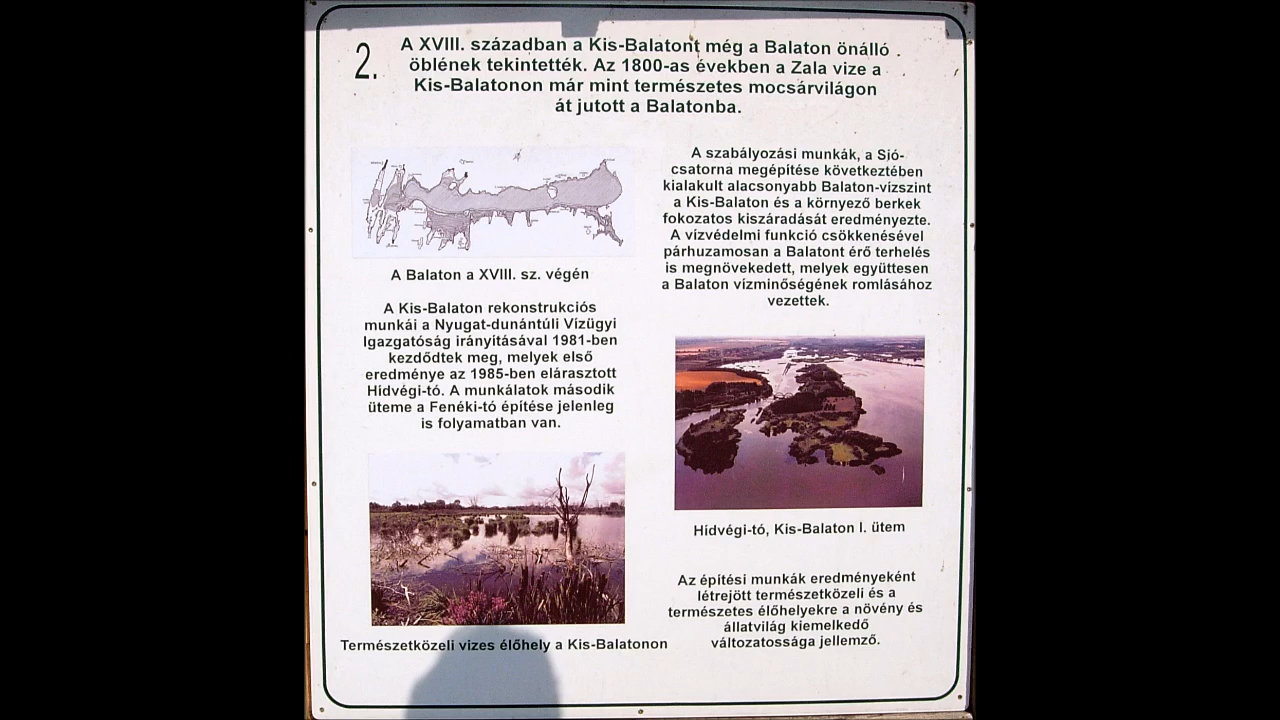 2.
A XVIII. században a Kis-Balatont még a Balaton önálló
öblének tekintették. Az 1800-as években a Zala vize a
Kis-Balatonon már mint természetes mocsárvilágon
át jutott a Balatonba.
A Balaton a XVIII. sz. végén
A Kis-Balaton rekonstrukciós
munkái a Nyugat-dunántúli Vízügyi
Igazgatóság irányításával 1981-ben
kezdődtek meg, melyek első
eredménye az 1985-ben elárasztott
Hídvégi-tó. A munkálatok második
üteme a Fenéki-tó építése jelenleg
is folyamatban van.
Természetközeli vizes élőhely a Kis-Balatonon
A szabályozási munkák, a Sió-
csatorna megépítése következtében
kialakult alacsonyabb Balaton-vízszint
a Kis-Balaton és a környező berkek
fokozatos kiszáradását eredményezte.
A vízvédelmi funkció csökkenésével
párhuzamosan a Balatont érő terhelés
is megnövekedett, melyek együttesen
a Balaton vízminőségének romlásához
vezettek.
Hídvégi-tó, Kis-Balaton I. ütem
Az építési munkák eredményeként
létrejött természetközeli és a
természetes élőhelyekre a növény és
állatvilág kiemelkedő
változatossága jellemző.